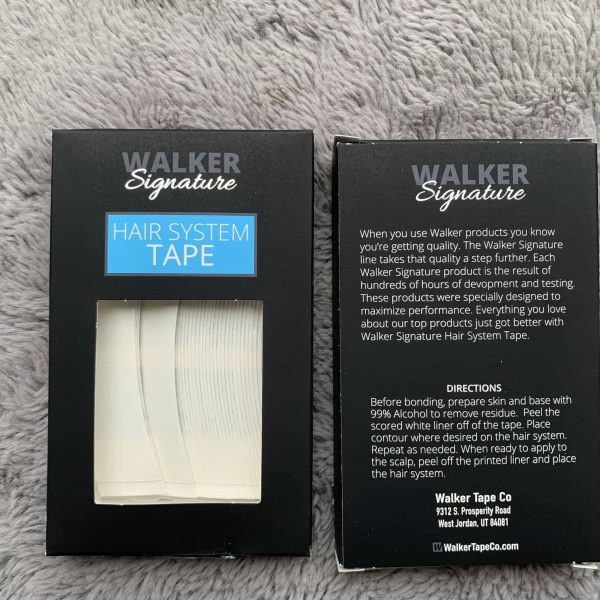 WALKER
Signature
HAIR SYSTEM
TAPE
WALKER
Signature
When you use Walker products you know
you're getting quality. The Walker Signature
line takes that quality a step further. Each
Walker Signature product is the result of
hundreds of hours of devopment and testing.
These products were specially designed to
maximize performance. Everything you love
about our top products just got better with
Walker Signature Hair System Tape.
DIRECTIONS
Before bonding, prepare skin and base with
99% Alcohol to remove residue. Peel the
scored white liner off of the tape. Place
contour where desired on the hair system.
Repeat as needed. When ready to apply to
the scalp, peel off the printed liner and place
the hair system.
Walker Tape Co
9312 S. Prosperity Road
West Jordan, UT 84081
W WalkerTapeCo.com